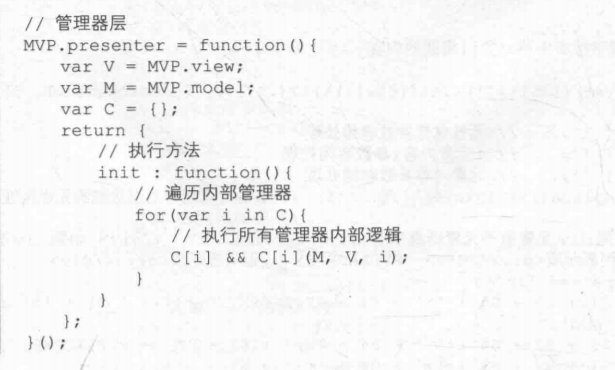 // 管理器层
MVP.presenter = function(){
var V = MVP.view;
var M = MVP.model;
var C = {};
return {
// 执行方法
init : function(){
// 遍历内部管理器
for(var i in C){
// 执行所有管理器内部逻辑
C[i] && C[i](M, V, i);
}
}
};
}();